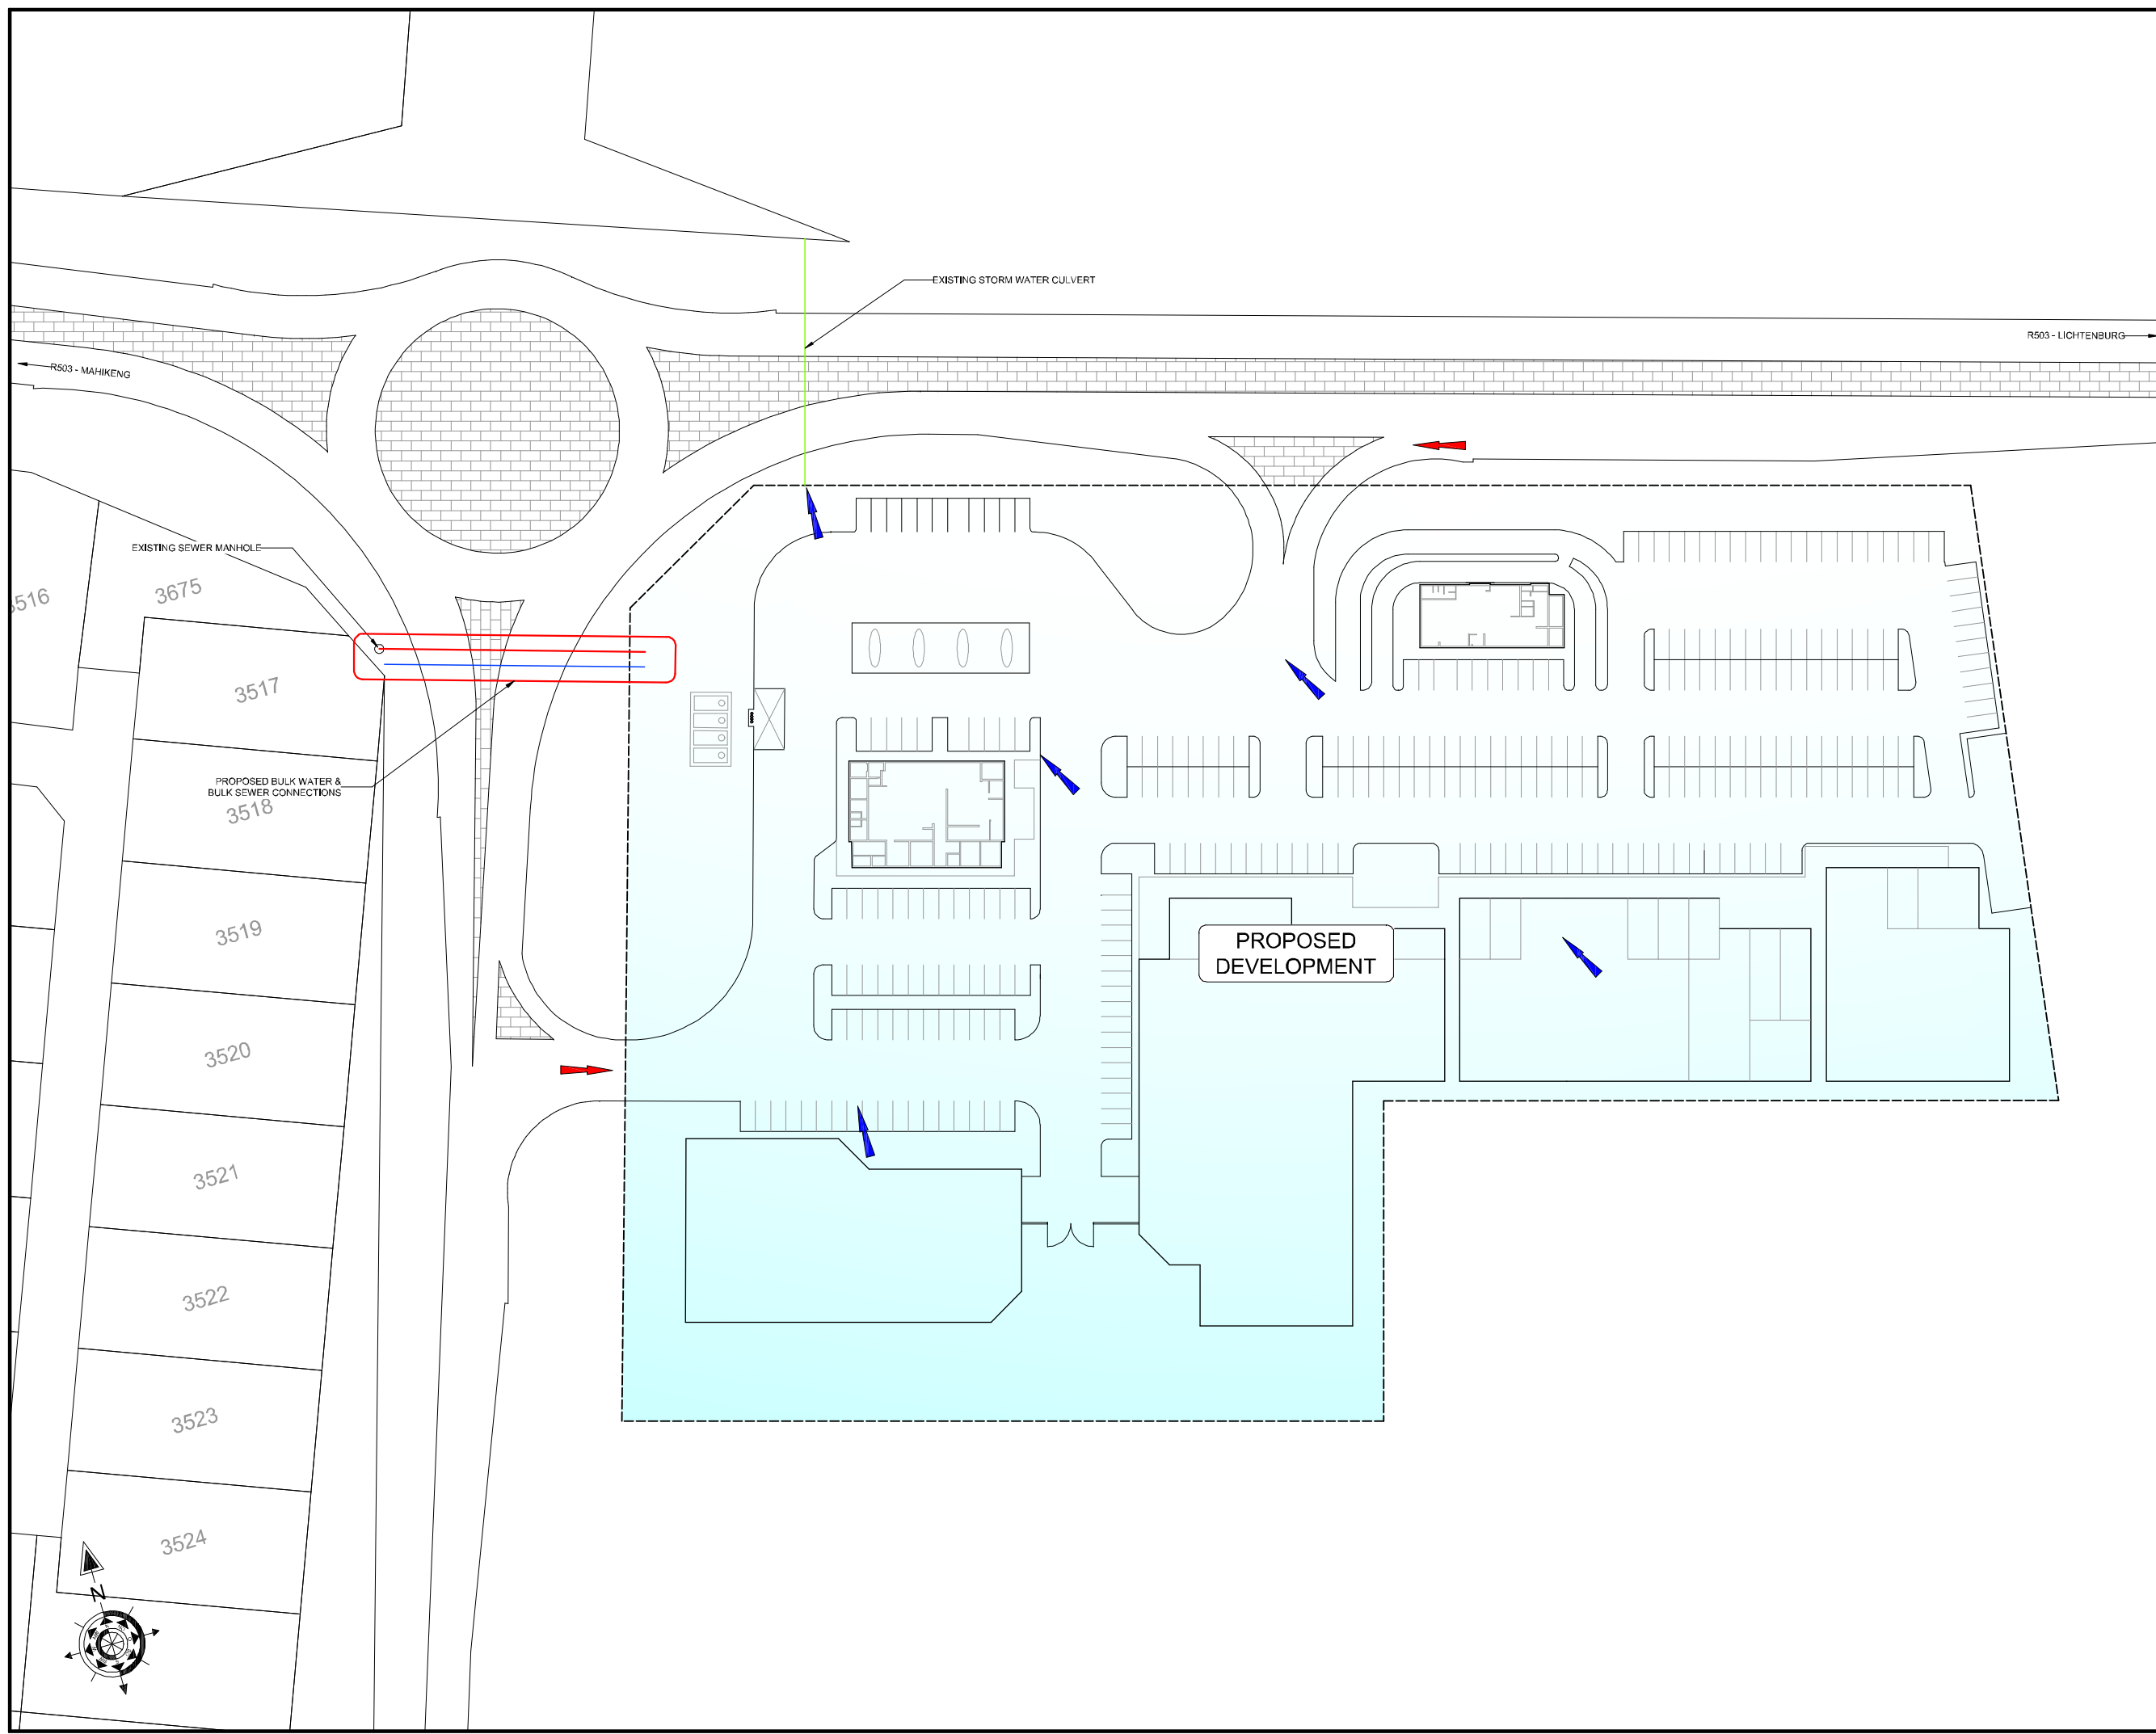 EXISTING STORM WATER CULVERT
R503 - LICHTENBURG
R503 - MAHIKENG
EXISTING SEWER MANHOLE
3516
3675
3517
PROPOSED BULK WATER &
BULK SEWER CONNECTIONS
3518
3519
PROPOSED
DEVELOPMENT
3520
3521
3522
3523
3524
N